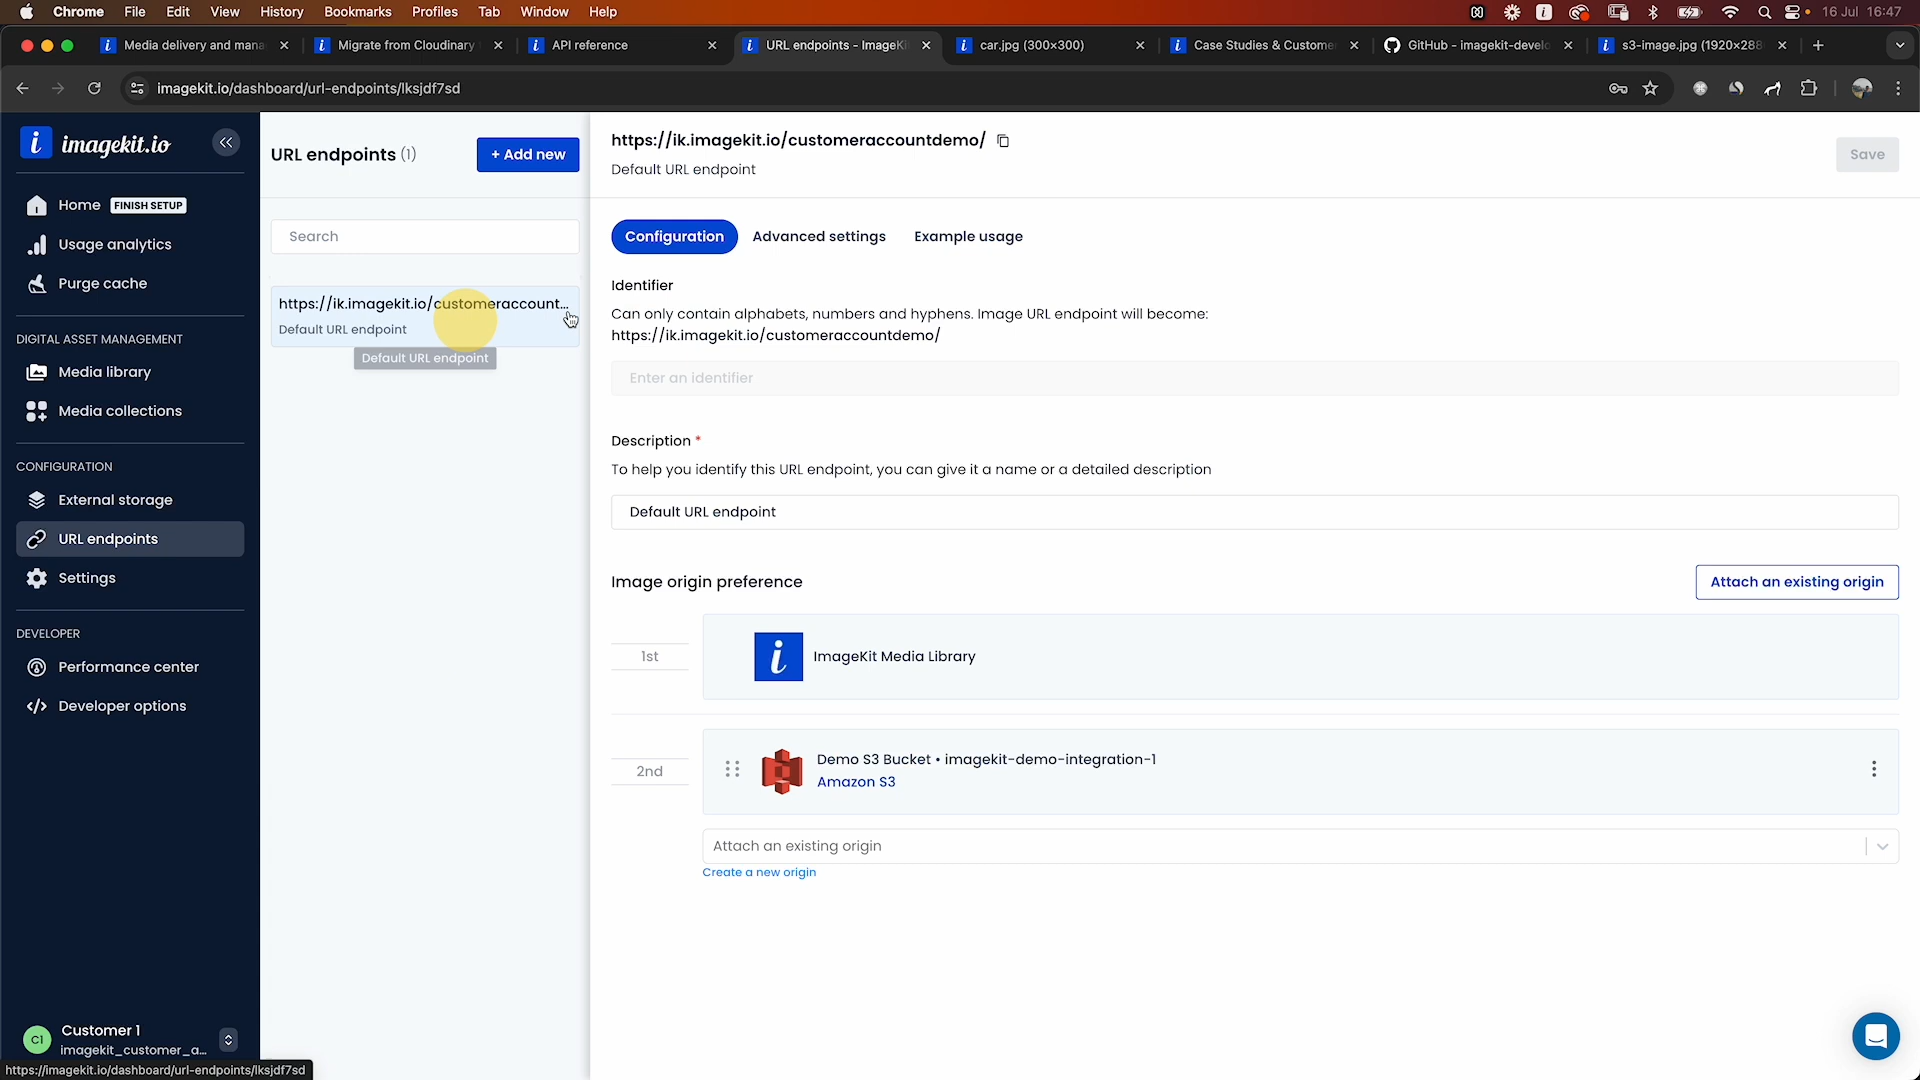 Chrome File Edit View History Bookmarks Profiles Tab Window Help 16 Jul 16:47
Media delivery and mana Migrate from Cloudinary API reference URL endpoints - ImageKi car.jpg (300×300) Case Studies & Custome GitHub - imagekit-develo s3-image.jpg (1920×288
imagekit.io/dashboard/url-endpoints/lksjdf7sd
imagekit.io
Home FINISH SETUP
Usage analytics
Purge cache
DIGITAL ASSET MANAGEMENT
Media library
Media collections
CONFIGURATION
External storage
URL endpoints
Settings
DEVELOPER
Performance center
Developer options
C1
Customer 1
imagekit_customer_a...
https://imagekit.io/dashboard/url-endpoints/lksjdf7sd
URL endpoints (1)
+ Add new
Search
https://ik.imagekit.io/customeraccount...
Default URL endpoint
Default URL endpoint
https://ik.imagekit.io/customeraccountdemo/
Default URL endpoint
Save
Configuration Advanced settings Example usage
Identifier
Can only contain alphabets, numbers and hyphens. Image URL endpoint will become:
https://ik.imagekit.io/customeraccountdemo/
Enter an identifier
Description *
To help you identify this URL endpoint, you can give it a name or a detailed description
Default URL endpoint
Image origin preference
Attach an existing origin
1st
ImageKit Media Library
2nd
Demo S3 Bucket • imagekit-demo-integration-1
Amazon S3
Attach an existing origin
Create a new origin